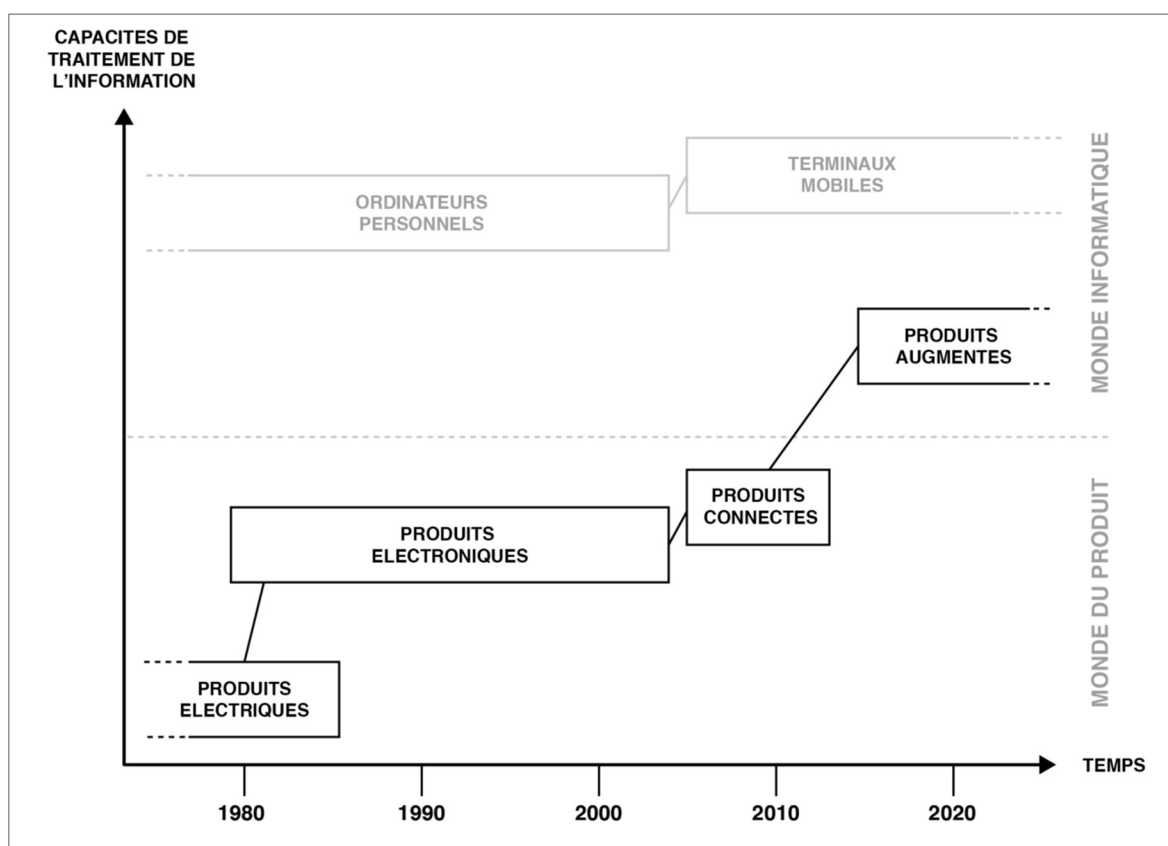 CAPACITES DE
TRAITEMENT DE
L'INFORMATION
TERMINAUX
MOBILES
ORDINATEURS
PERSONNELS
MONDE INFORMATIQUE
PRODUITS
AUGMENTES
PRODUITS
CONNECTES
PRODUITS
ELECTRONIQUES
MONDE DU PRODUIT
PRODUITS
ELECTRIQUES
TEMPS
1980
1990
2000
2010
2020